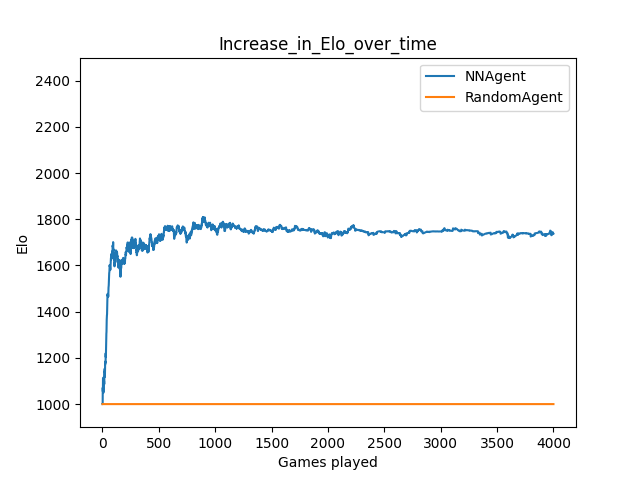 Increase_in_Elo_over_time
NNAgent
RandomAgent
2400
2200
2000
1800
1600
1400
1200
1000
Elo
0 500 1000 1500 2000 2500 3000 3500 4000
Games played